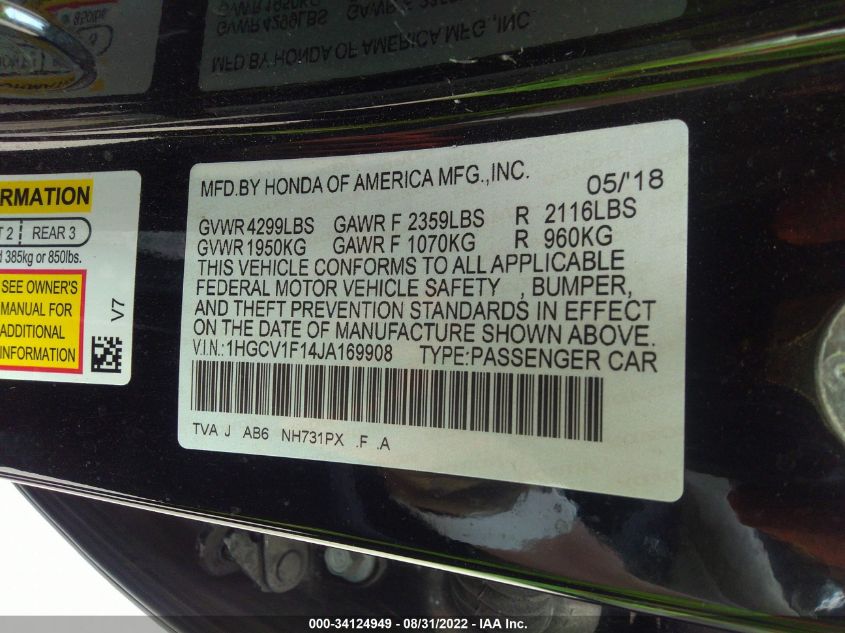 MFD.BY HONDA OF AMERICA MFG.,INC.
GVWR 4299LBS GAWR F
RMATION
T 2 REAR 3
d 385kg or 850lbs.
SEE OWNER'S
MANUAL FOR
ADDITIONAL
INFORMATION
V7
MFD.BY HONDA OF AMERICA MFG.,INC. 05/'18
GVWR 4299LBS GAWR F 2359LBS R 2116LBS
GVWR 1950KG GAWR F 1070KG R 960KG
THIS VEHICLE CONFORMS TO ALL APPLICABLE
FEDERAL MOTOR VEHICLE SAFETY , BUMPER,
AND THEFT PREVENTION STANDARDS IN EFFECT
ON THE DATE OF MANUFACTURE SHOWN ABOVE.
V.I.N.:1HGCV1F14JA169908 TYPE:PASSENGER CAR
TVA J AB6 NH731PX .F .A
000-34124949 - 08/31/2022 - IAA Inc.